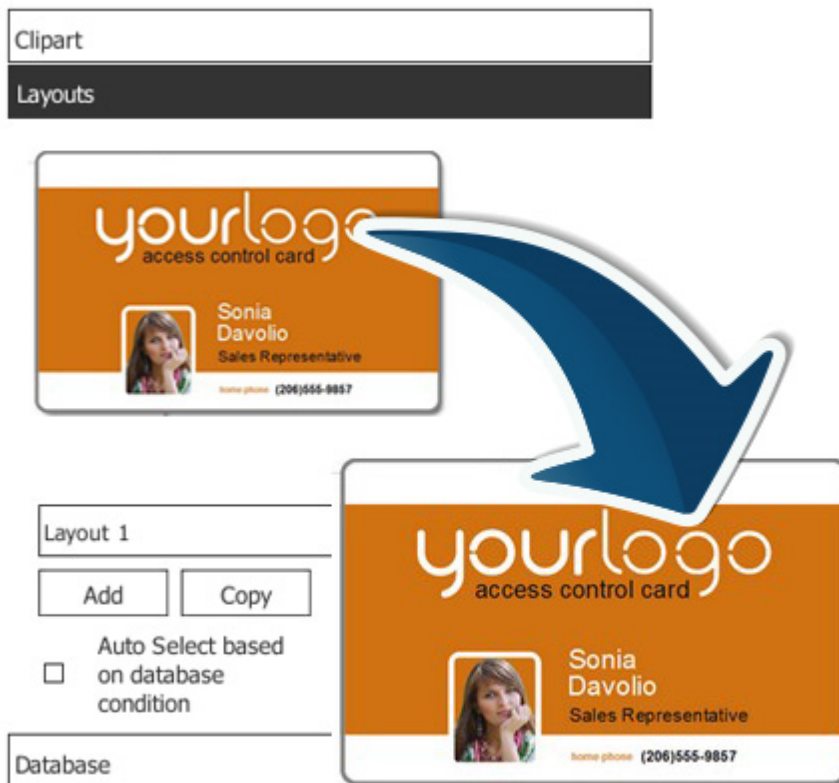 Clipart
Layouts
yourlogo
access control card
Sonia
Davolio
Sales Representative
home phone (206)555-9857
Layout 1
Add Copy
Auto Select based
on database
condition
Database
yourlogo
access control card
Sonia
Davolio
Sales Representative
home phone (206)555-9857